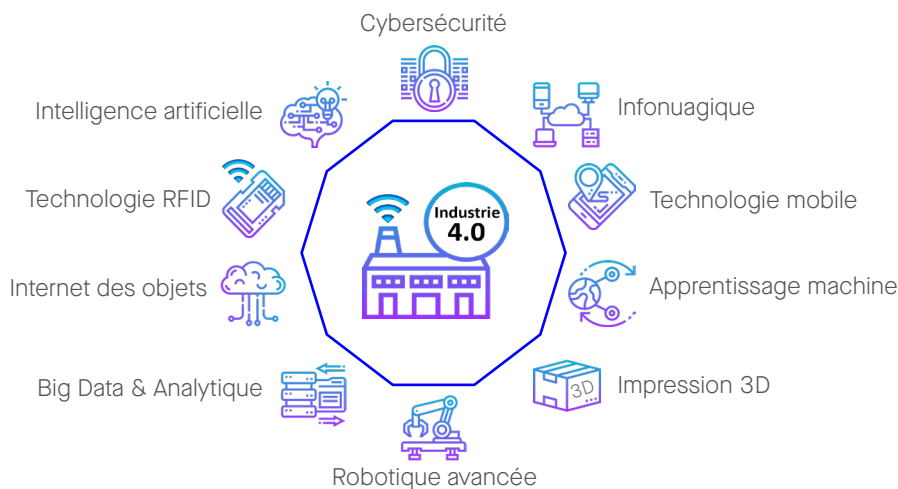 Cybersécurité
Intelligence artificielle
Infonuagique
Technologie RFID
Technologie mobile
Industrie
4.0
Internet des objets
Apprentissage machine
Big Data & Analytique
Impression 3D
3D
Robotique avancée